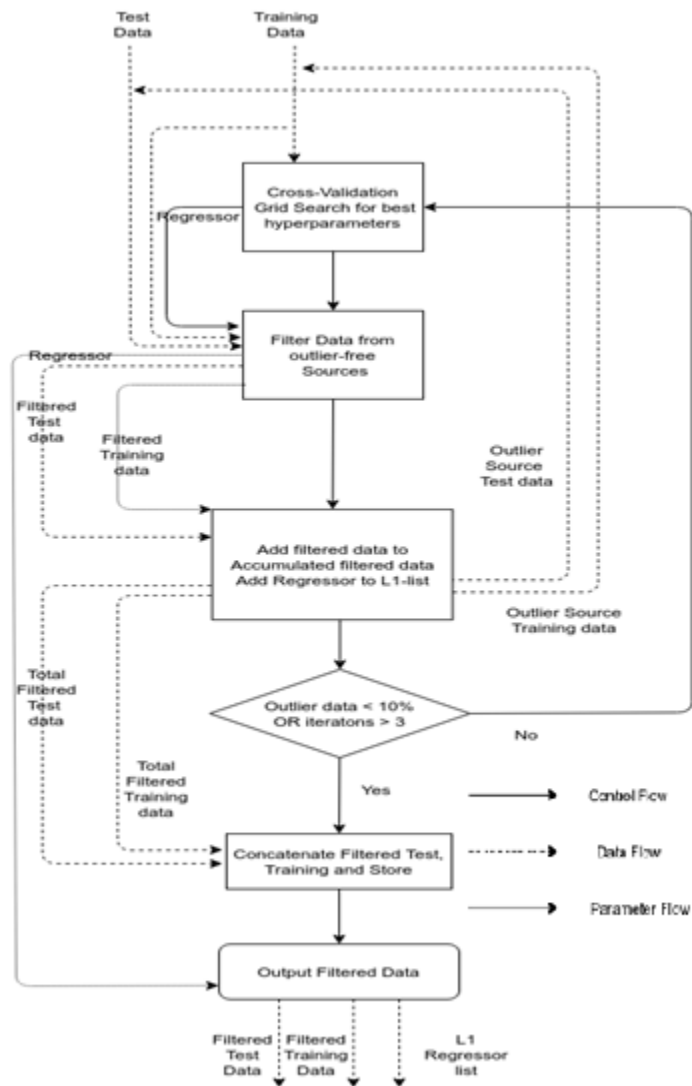 Test
Data
Training
Data
Cross-Validation
Grid Search for best
hyperparameters
Regressor
Filter Data from
outlier-free
Sources
Regressor
Filtered
Test
data
Filtered
Training
data
Outlier
Source
Test data
Add filtered data to
Accumulated filtered data
Add Regressor to L1-list
Outlier Source
Training data
Total
Filtered
Test
data
Outlier data < 10%
OR iteratons > 3
No
Total
Filtered
Training
data
Yes
Control Flow
Concatenate Filtered Test,
Training and Store
Data Flow
Parameter Flow
Output Filtered Data
Filtered
Test
Data
Filtered
Training
Data
L1
Regressor
list